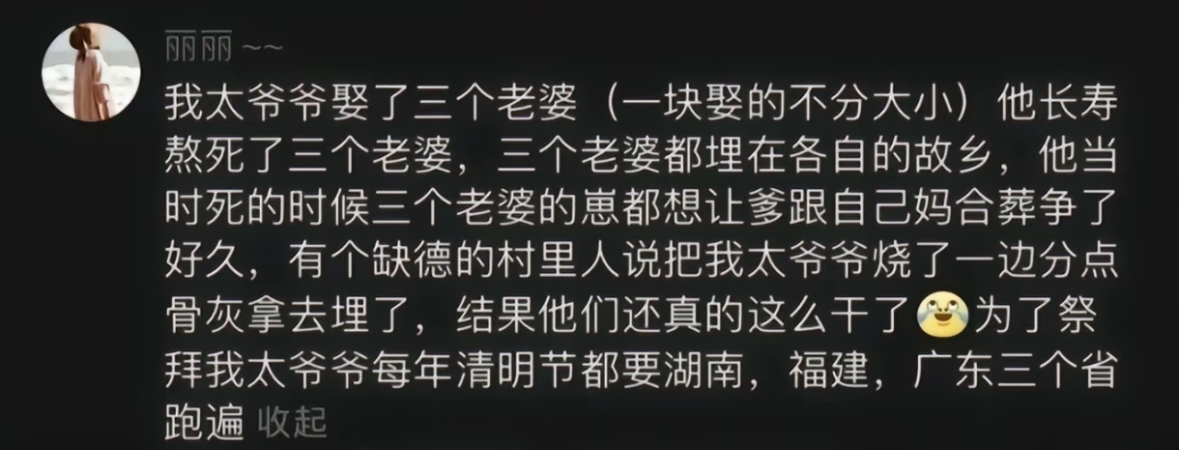 丽丽~~
我太爷爷娶了三个老婆（一块娶的不分大小）他长寿
熬死了三个老婆，三个老婆都埋在各自的故乡，他当
时死的时候三个老婆的崽都想让爹跟自己妈合葬争了
好久，有个缺德的村里人说把我太爷爷烧了一边分点
骨灰拿去埋了，结果他们还真的这么干了😂为了祭
拜我太爷爷每年清明节都要湖南，福建，广东三个省
跑遍 收起